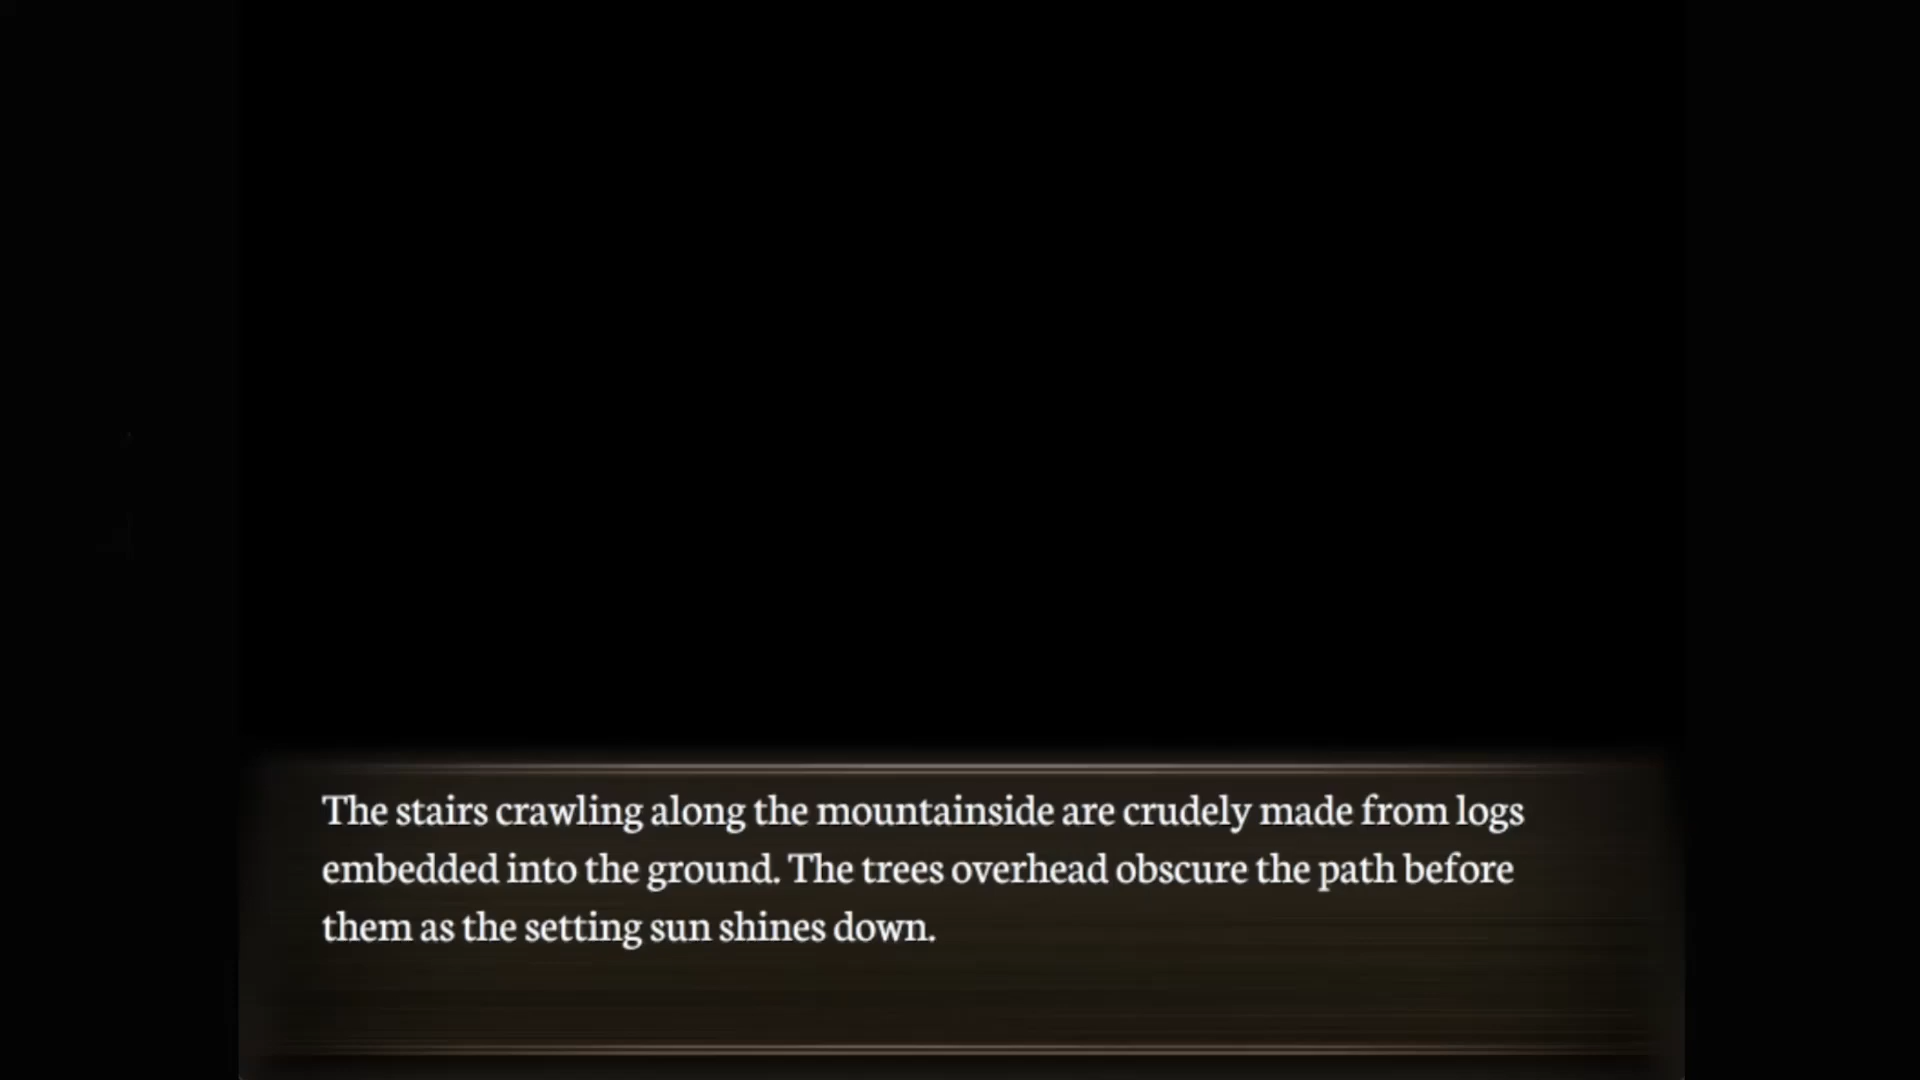 The stairs crawling along the mountainside are crudely made from logs
embedded into the ground. The trees overhead obscure the path before
them as the setting sun shines down.